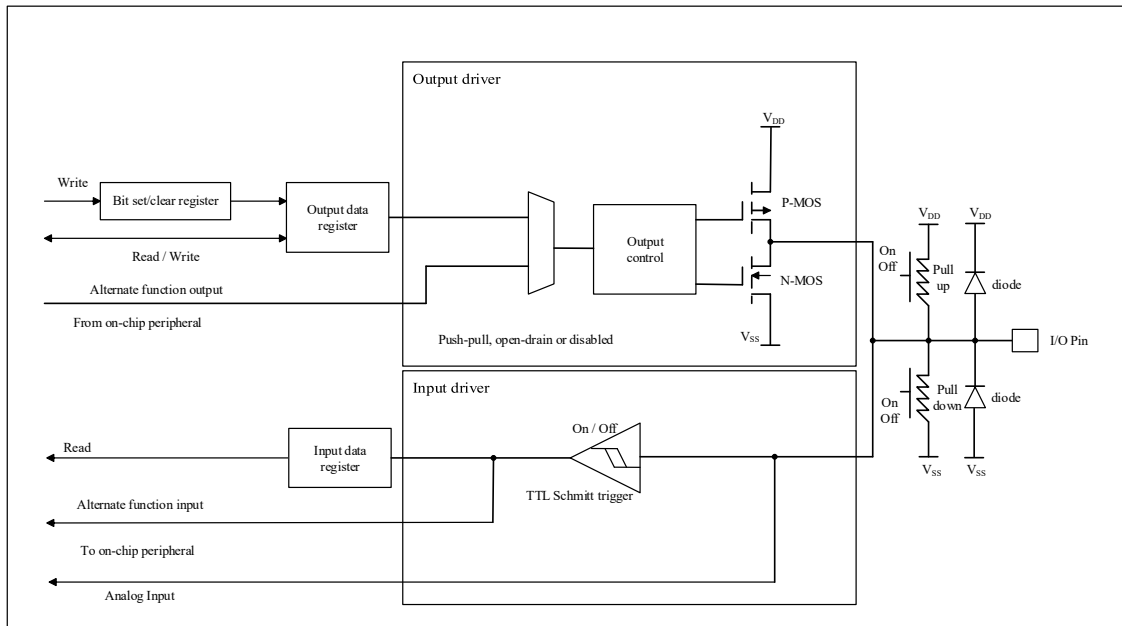 Output driver
V_DD
Write
Bit set/clear register
Output data
register
P-MOS
Read / Write
Output
control
N-MOS
Alternate function output
From on-chip peripheral
Push-pull, open-drain or disabled
V_SS
V_DD
V_DD
On
Off
Pull
up
diode
I/O Pin
Input driver
On
Off
Pull
down
diode
V_SS
V_SS
On / Off
TTL Schmitt trigger
Read
Input data
register
Alternate function input
To on-chip peripheral
Analog Input